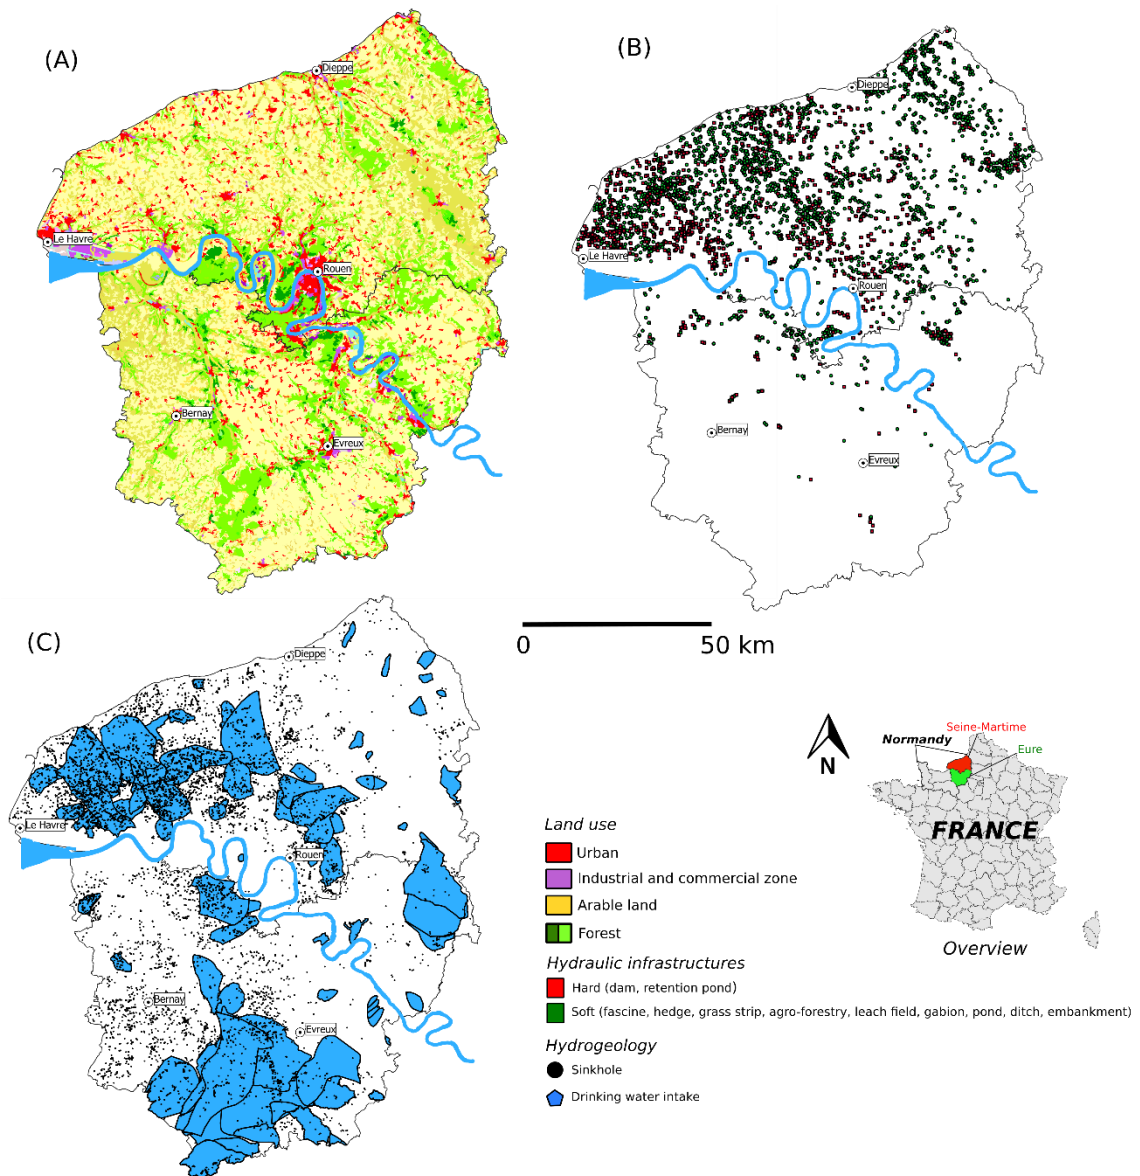 (A)
Dieppe
Le Havre
Rouen
Bernay
Evreux
(B)
Dieppe
Le Havre
Rouen
Bernay
Evreux
0 50 km
(C)
Dieppe
Le Havre
Rouen
Bernay
Evreux
N
Seine-Martime
Normandy
Eure
FRANCE
Overview
Land use
Urban
Industrial and commercial zone
Arable land
Forest
Hydraulic infrastructures
Hard (dam, retention pond)
Soft (fascine, hedge, grass strip, agro-forestry, leach field, gabion, pond, ditch, embankment)
Hydrogeology
Sinkhole
Drinking water intake